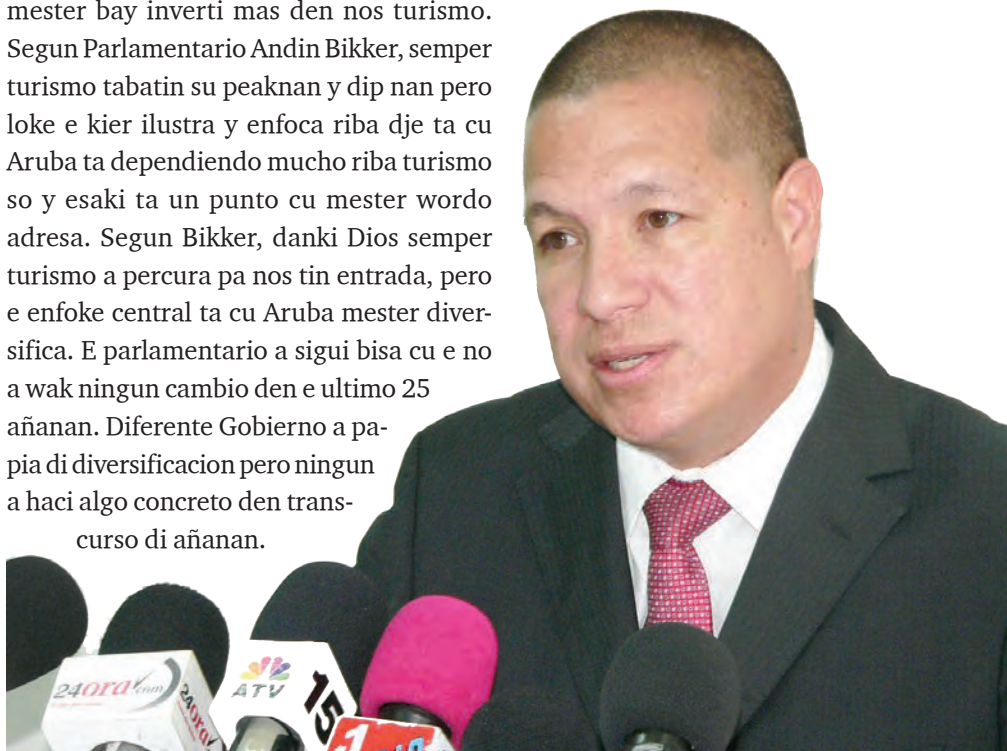 mester bay inverti mas den nos turismo.
Segun Parlamentario Andin Bikker, semper
turismo tabatin su peaknan y dip nan pero
loke e kier ilustra y enfoca riba dje ta cu
Aruba ta dependiendo mucho riba turismo
so y esaki ta un punto cu mester wordo
adresa. Segun Bikker, danki Dios semper
turismo a percura pa nos tin entrada, pero
e enfoke central ta cu Aruba mester diver-
sifica. E parlamentario a sigui bisa cu e no
a wak ningun cambio den e ultimo 25
añanan. Diferente Gobierno a pa-
pia di diversificacion pero ningun
a haci algo concreto den trans-
curso di añanan.
24ora.com
24ora
ATV
15
1